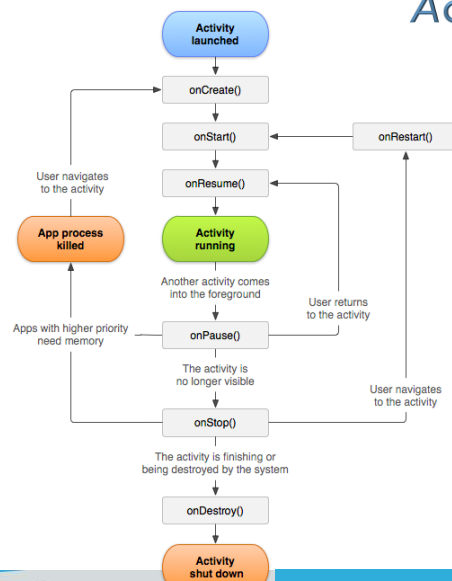 Activity
launched
onCreate()
onStart()
onRestart()
User navigates
to the activity
onResume()
App process
killed
Activity
running
Another activity comes
into the foreground
User returns
to the activity
Apps with higher priority
need memory
onPause()
The activity is
no longer visible
User navigates
to the activity
onStop()
The activity is finishing or
being destroyed by the system
onDestroy()
Activity
shut down